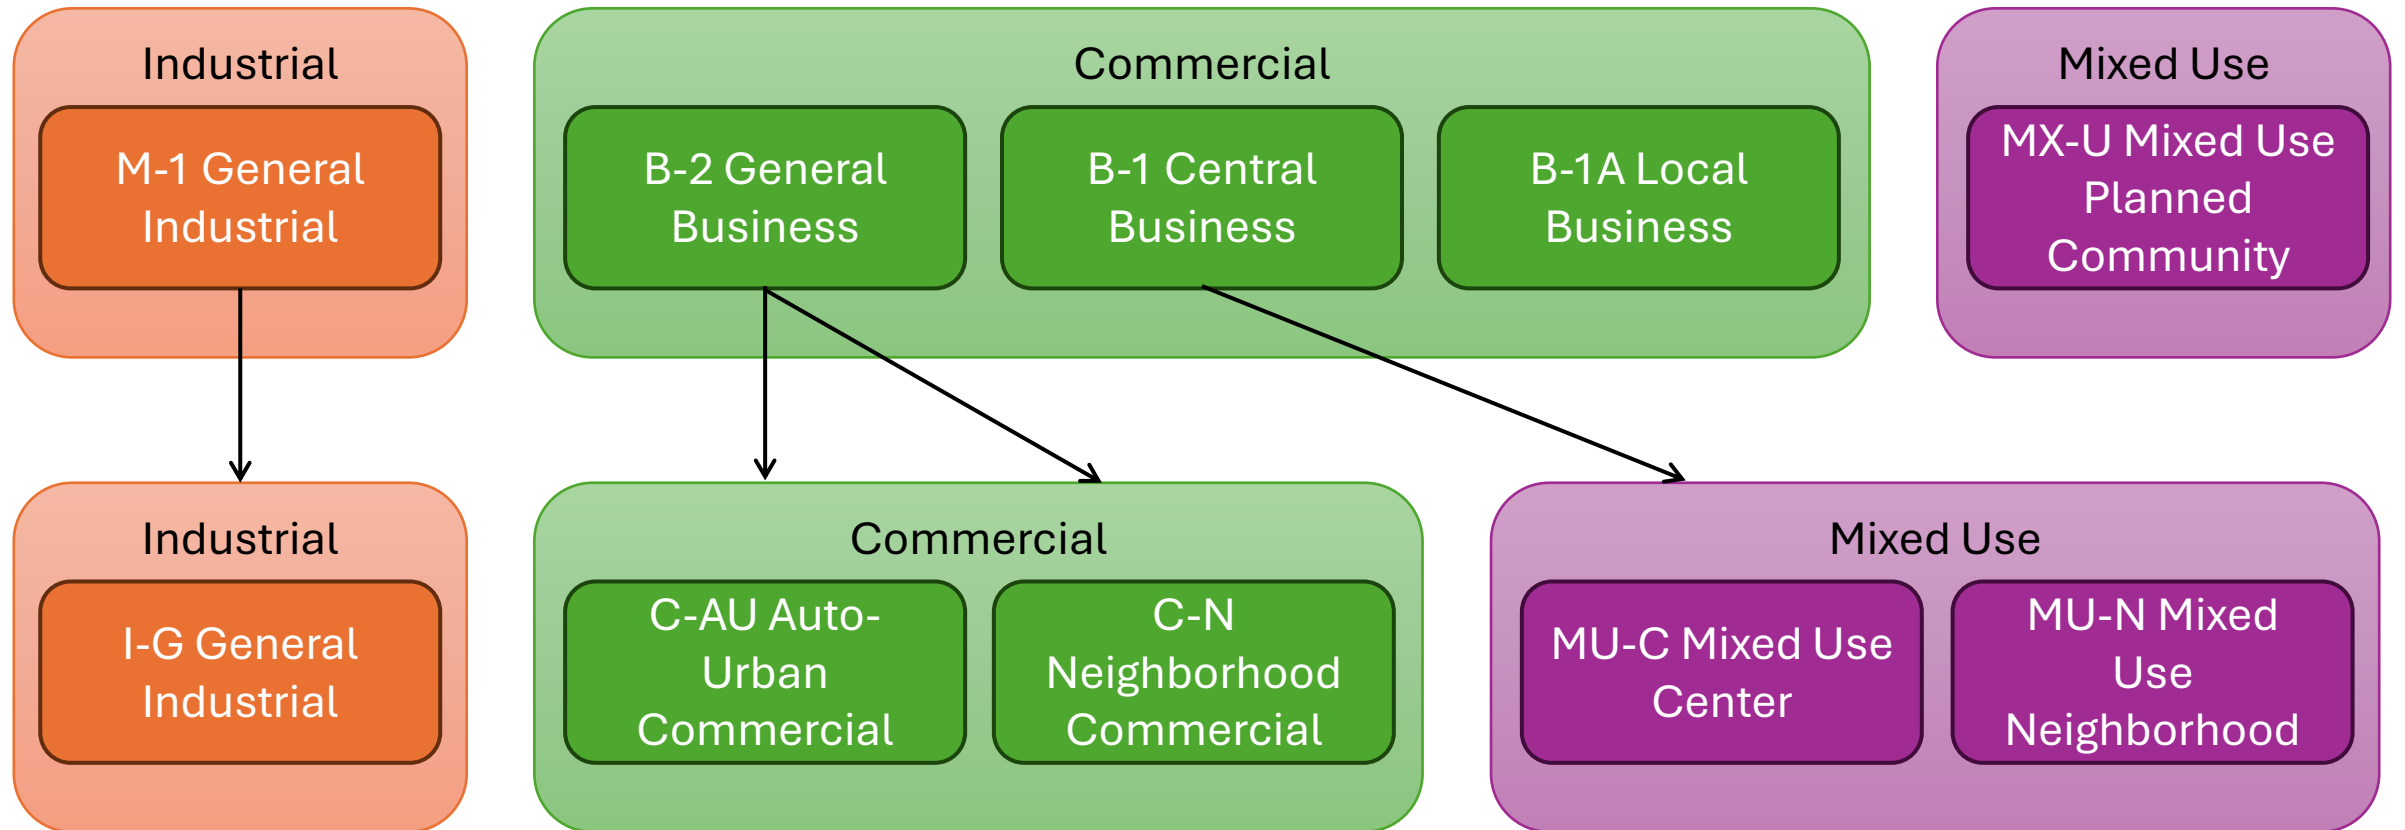 Industrial
M-1 General
Industrial
Commercial
B-2 General
Business
B-1 Central
Business
B-1A Local
Business
Mixed Use
MX-U Mixed Use
Planned
Community
Industrial
I-G General
Industrial
Commercial
C-AU Auto-
Urban
Commercial
C-N
Neighborhood
Commercial
Mixed Use
MU-C Mixed Use
Center
MU-N Mixed
Use
Neighborhood